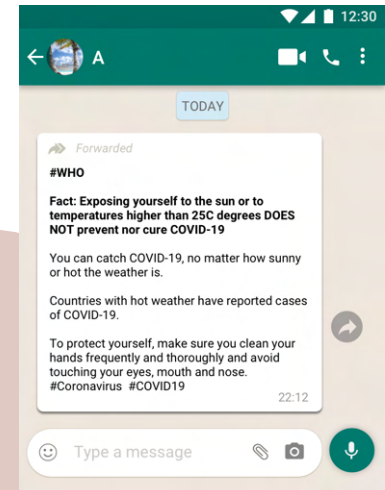 12:30
A
TODAY
Forwarded
#WHO
Fact: Exposing yourself to the sun or to
temperatures higher than 25C degrees DOES
NOT prevent nor cure COVID-19
You can catch COVID-19, no matter how sunny
or hot the weather is.
Countries with hot weather have reported cases
of COVID-19.
To protect yourself, make sure you clean your
hands frequently and thoroughly and avoid
touching your eyes, mouth and nose.
#Coronavirus #COVID19
22:12
Type a message